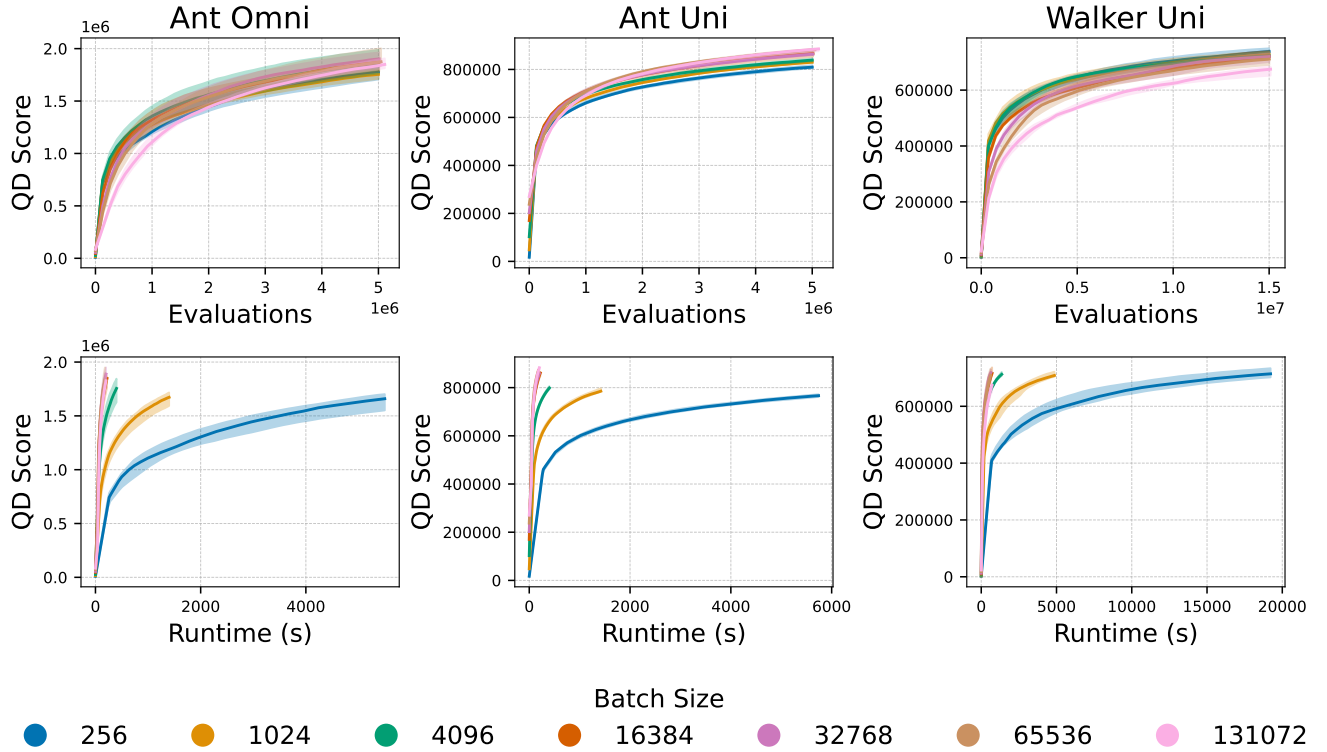 Ant Omni
Ant Uni
Walker Uni
1e6
2.0
1.5
1.0
0.5
0.0
QD Score
0 1 2 3 4 5
1e6
Evaluations
800000
600000
400000
200000
0
QD Score
0 1 2 3 4 5
1e6
Evaluations
600000
400000
200000
0
QD Score
0.0 0.5 1.0 1.5
1e7
Evaluations
1e6
2.0
1.5
1.0
0.5
0.0
QD Score
0 2000 4000
Runtime (s)
800000
600000
400000
200000
0
QD Score
0 2000 4000 6000
Runtime (s)
600000
400000
200000
0
QD Score
0 5000 10000 15000 20000
Runtime (s)
Batch Size
256 1024 4096 16384 32768 65536 131072